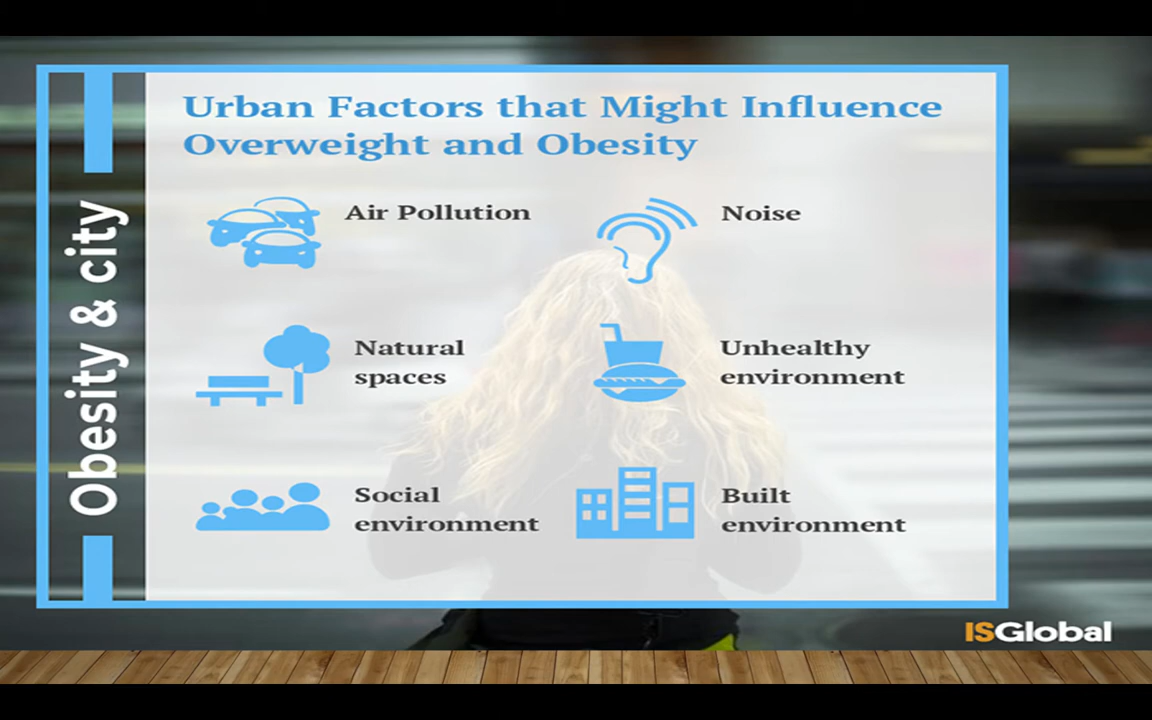 Obesity & city
Urban Factors that Might Influence
Overweight and Obesity
Air Pollution
Noise
Natural
spaces
Unhealthy
environment
Social
environment
Built
environment
ISGlobal